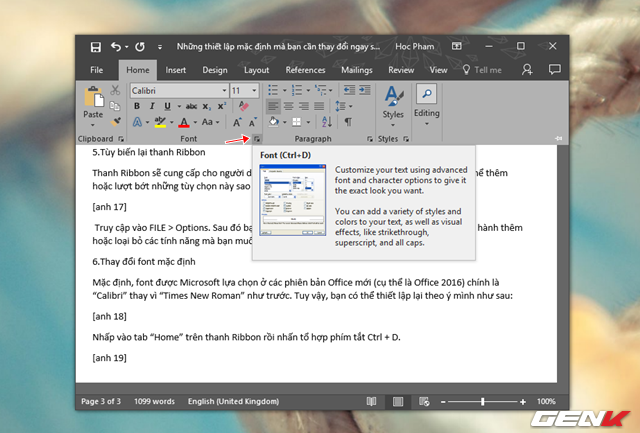 Những thiết lập mặc định mà bạn cần thay đổi ngay s...
Hoc Pham
File Home Insert Design Layout References Mailings Review View Tell me
Calibri 11
Paste
B I U abc x₂ x²
A Aa A A
Styles
Editing
Clipboard Font Paragraph Styles
5.Tùy biến lại thanh Ribbon
Thanh Ribbon sẽ cung cấp cho người d
ể thêm
hoặc lượt bớt những tùy chọn này sao
[anh 17]
Truy cập vào FILE > Options. Sau đó bạ
hành thêm
hoặc loại bỏ các tính năng mà bạn muố
Font (Ctrl+D)
Customize your text using advanced
font and character options to give it
the exact look you want.
You can add a variety of styles and
colors to your text, as well as visual
effects, like strikethrough,
superscript, and all caps.
6.Thay đổi font mặc định
Mặc định, font được Microsoft lựa chọn ở các phiên bản Office mới (cụ thể là Office 2016) chính là
“Calibri” thay vì “Times New Roman” như trước. Tuy vậy, bạn có thể thiết lập lại theo ý mình như sau:
[anh 18]
Nhấp vào tab “Home” trên thanh Ribbon rồi nhấn tổ hợp phím tắt Ctrl + D.
[anh 19]
Page 3 of 3 1099 words English (United Kingdom) 100%
GENK